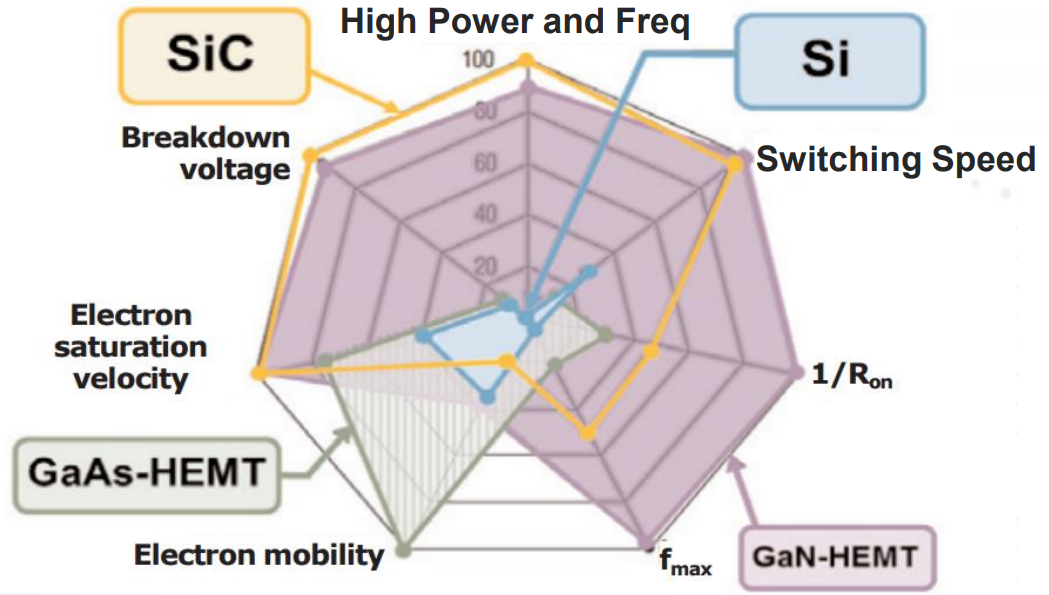 High Power and Freq
SiC
Si
100
80
Breakdown
voltage
Switching Speed
60
40
20
Electron
saturation
velocity
1/Ron
GaAs-HEMT
Electron mobility
fmax
GaN-HEMT